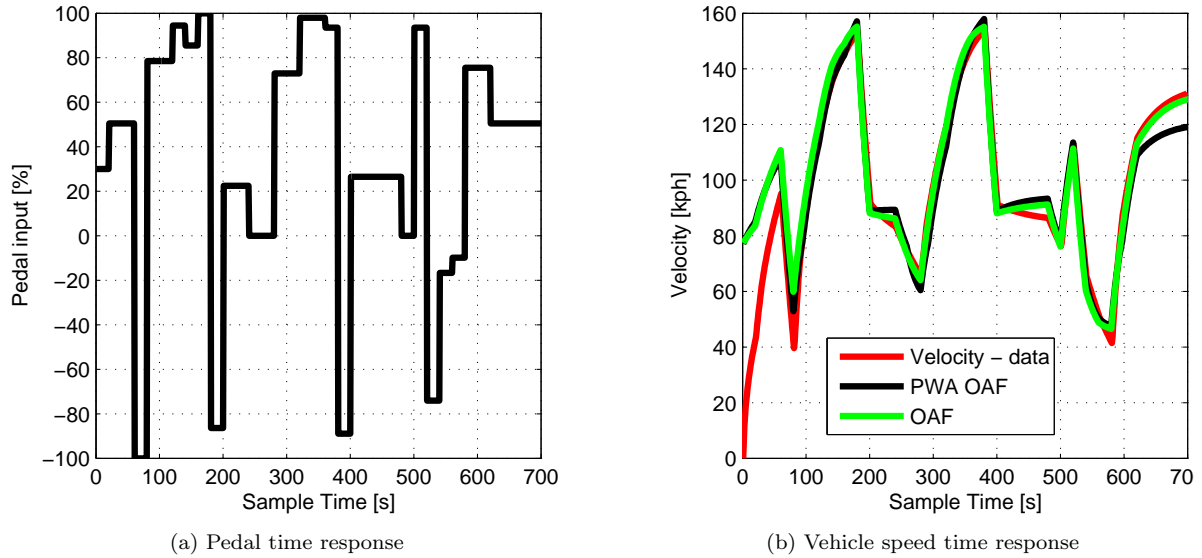 100
80
60
40
20
0
−20
−40
−60
−80
−100
Pedal input [%]
0 100 200 300 400 500 600 700
Sample Time [s]
(a) Pedal time response
160
140
120
100
80
60
40
20
0
Velocity [kph]
Velocity − data
PWA OAF
OAF
0 100 200 300 400 500 600 70
Sample Time [s]
(b) Vehicle speed time response